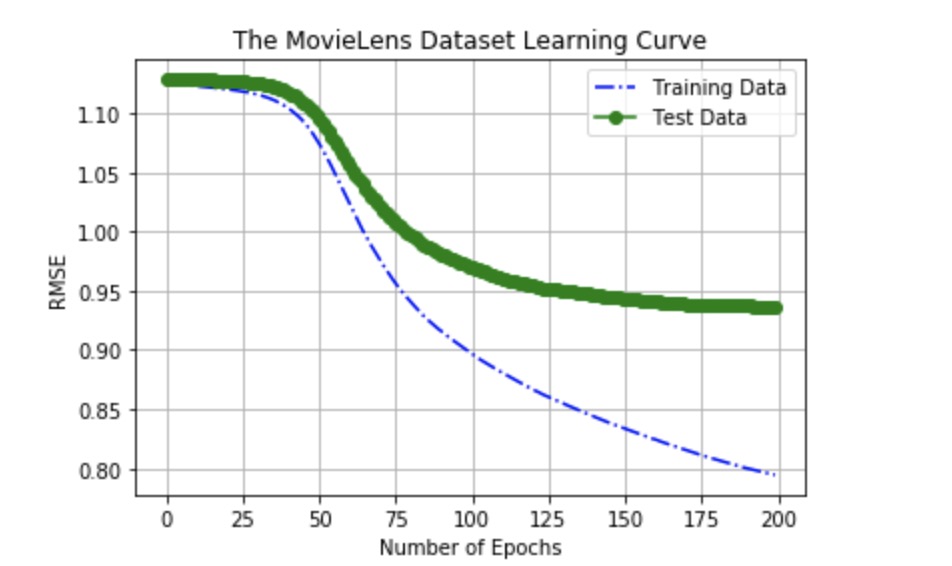 The MovieLens Dataset Learning Curve
Training Data
Test Data
1.10
1.05
1.00
0.95
0.90
0.85
0.80
RMSE
0 25 50 75 100 125 150 175 200
Number of Epochs